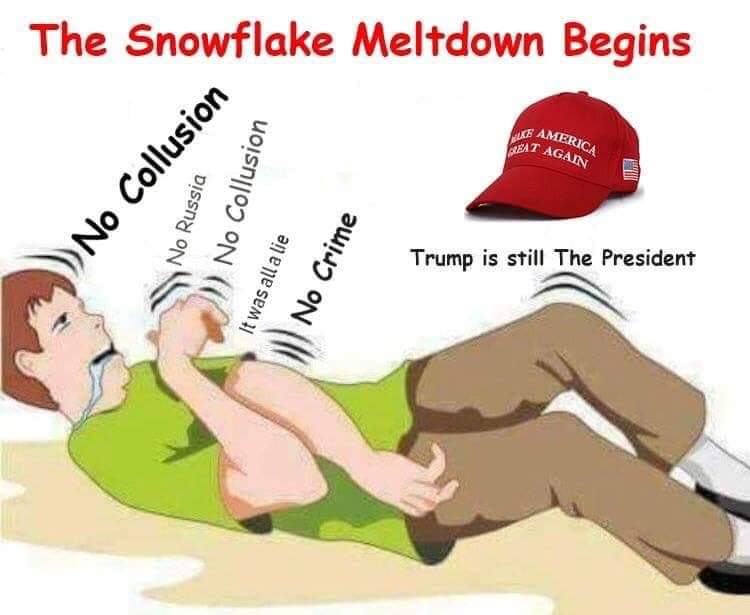 The Snowflake Meltdown Begins
No Collusion
No Russia
No Collusion
It was all a lie
No Crime
MAKE AMERICA
GREAT AGAIN
Trump is still The President